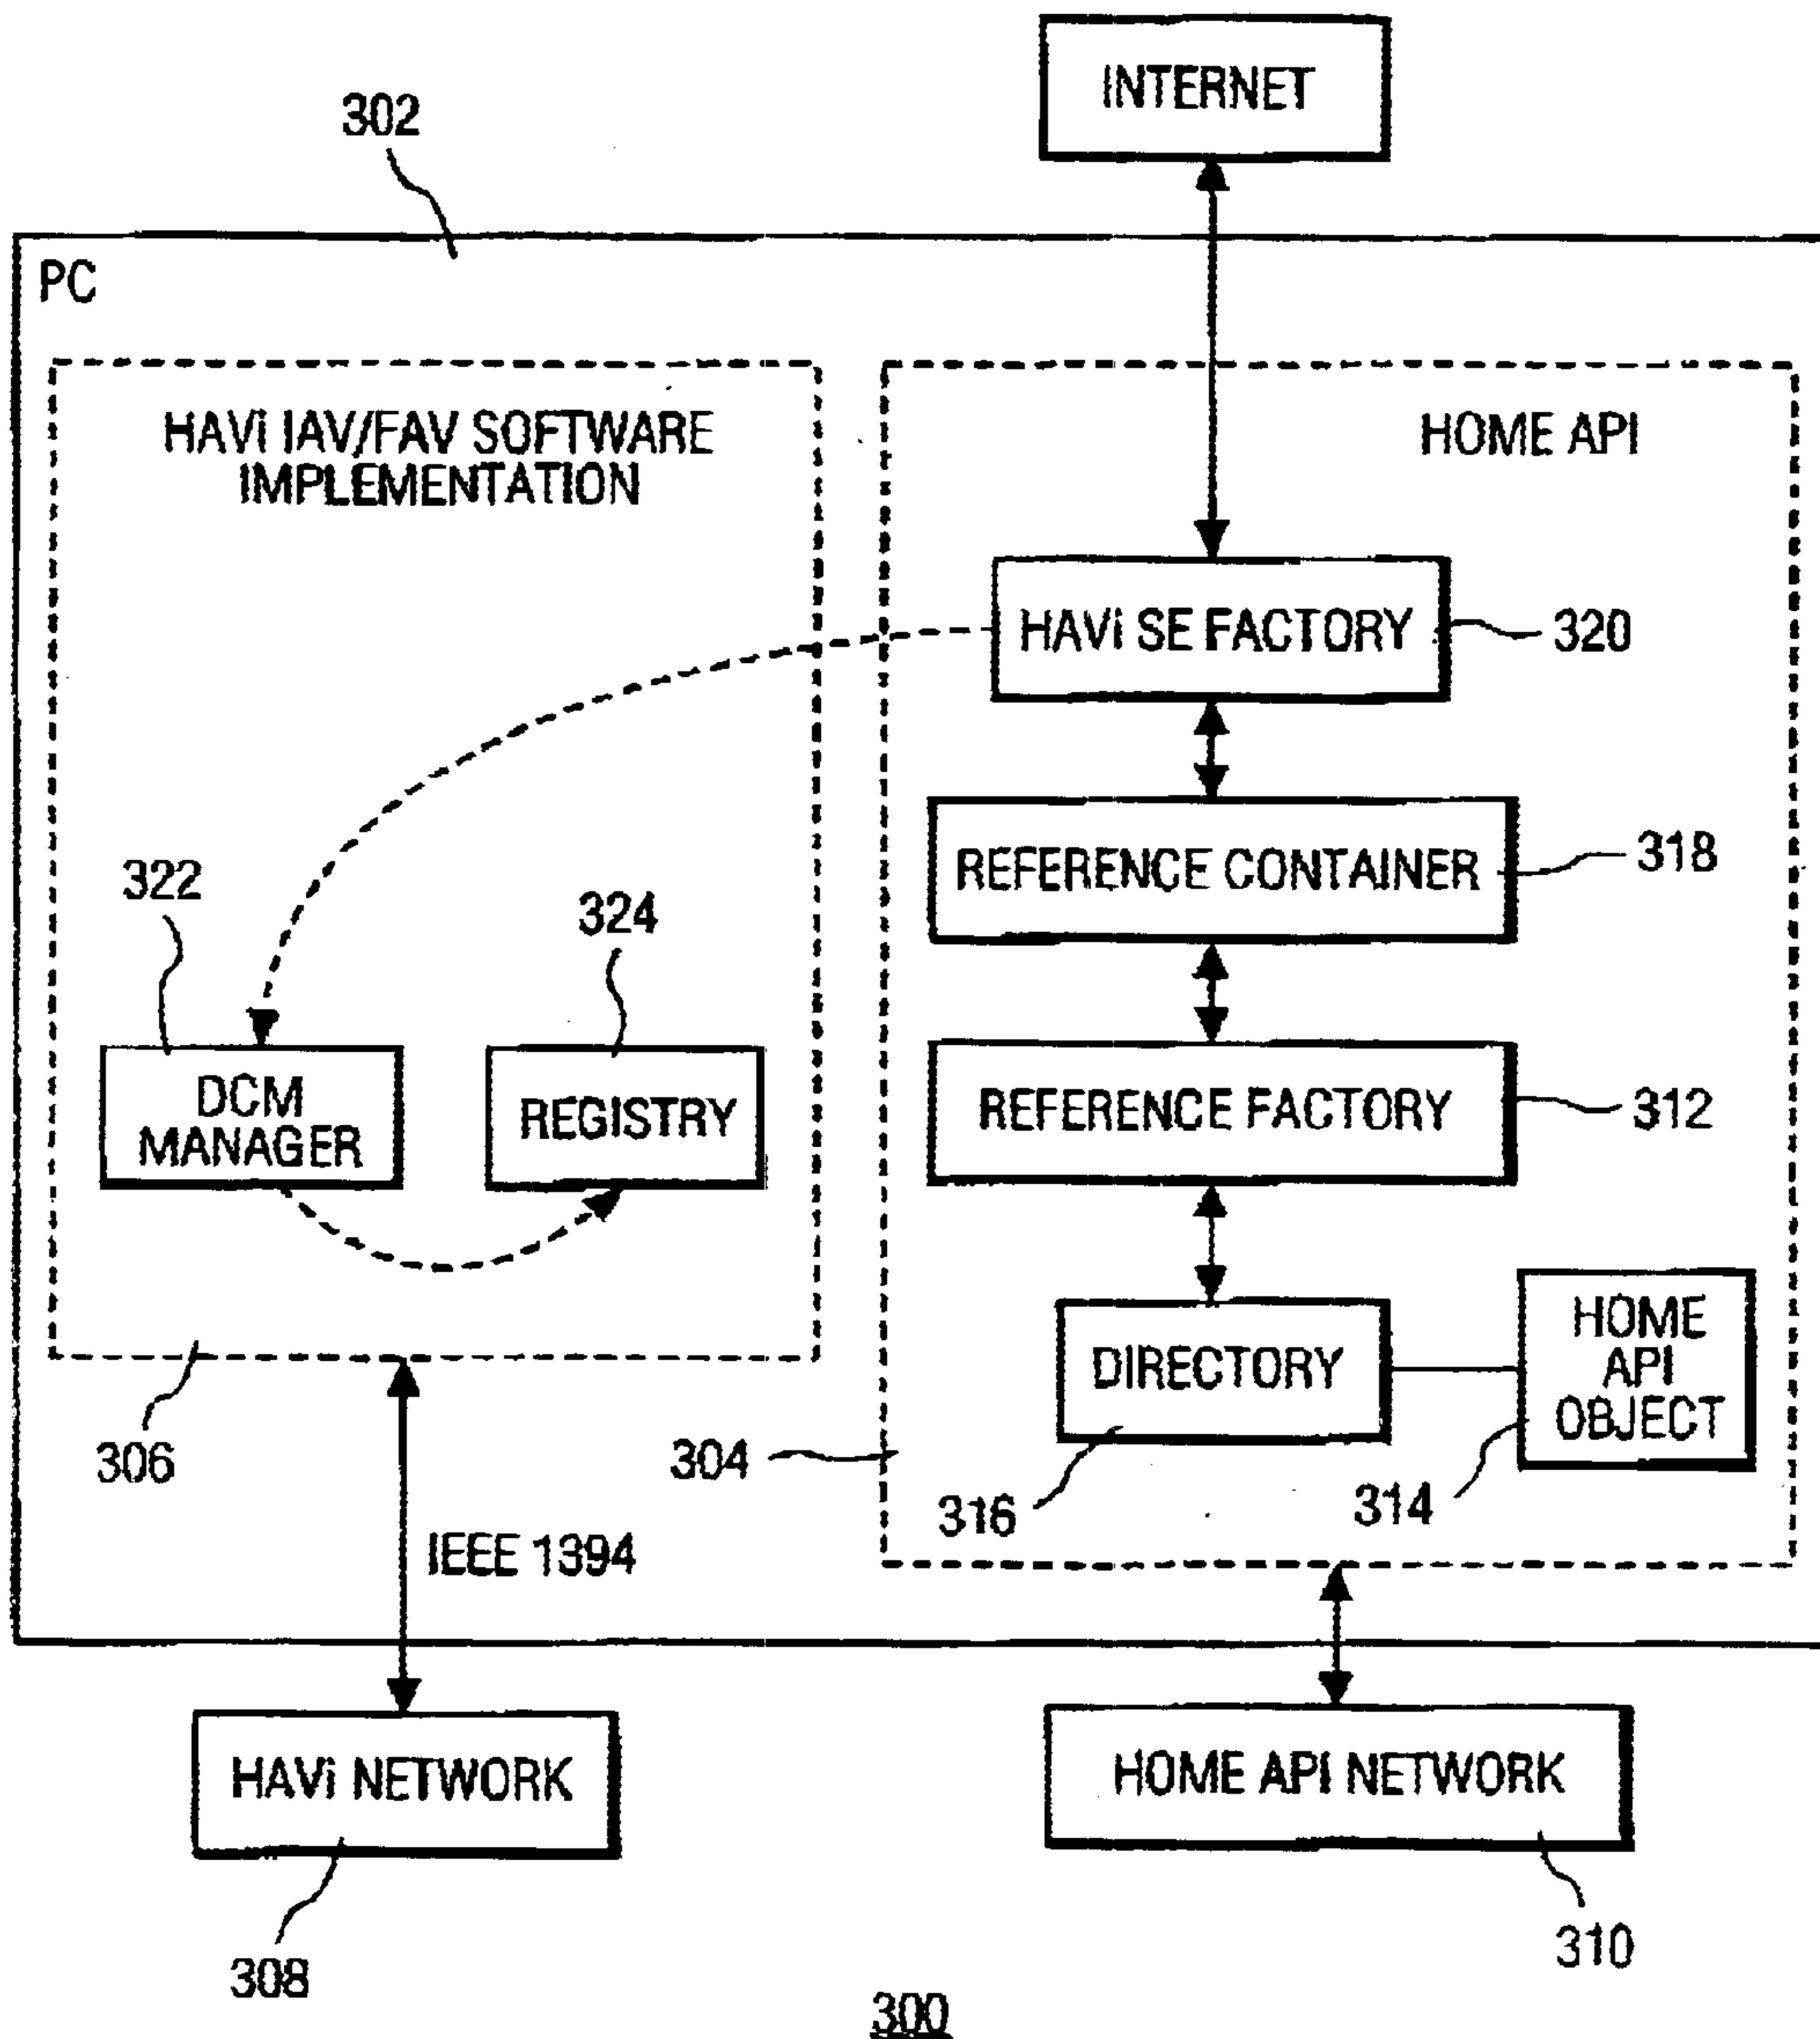 INTERNET
302
PC
HAVi IAV/FAV SOFTWARE
IMPLEMENTATION
HOME API
HAVi SE FACTORY
320
REFERENCE CONTAINER
318
322
324
DCM
MANAGER
REGISTRY
REFERENCE FACTORY
312
DIRECTORY
HOME
API
OBJECT
306
304
316
314
IEEE 1394
HAVi NETWORK
HOME API NETWORK
308
310
300